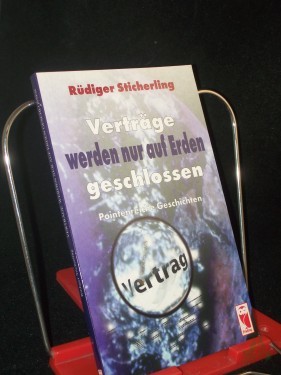 Rüdiger Sticherling
Verträge
werden nur auf Erden
geschlossen
Geschichten
Vertrag